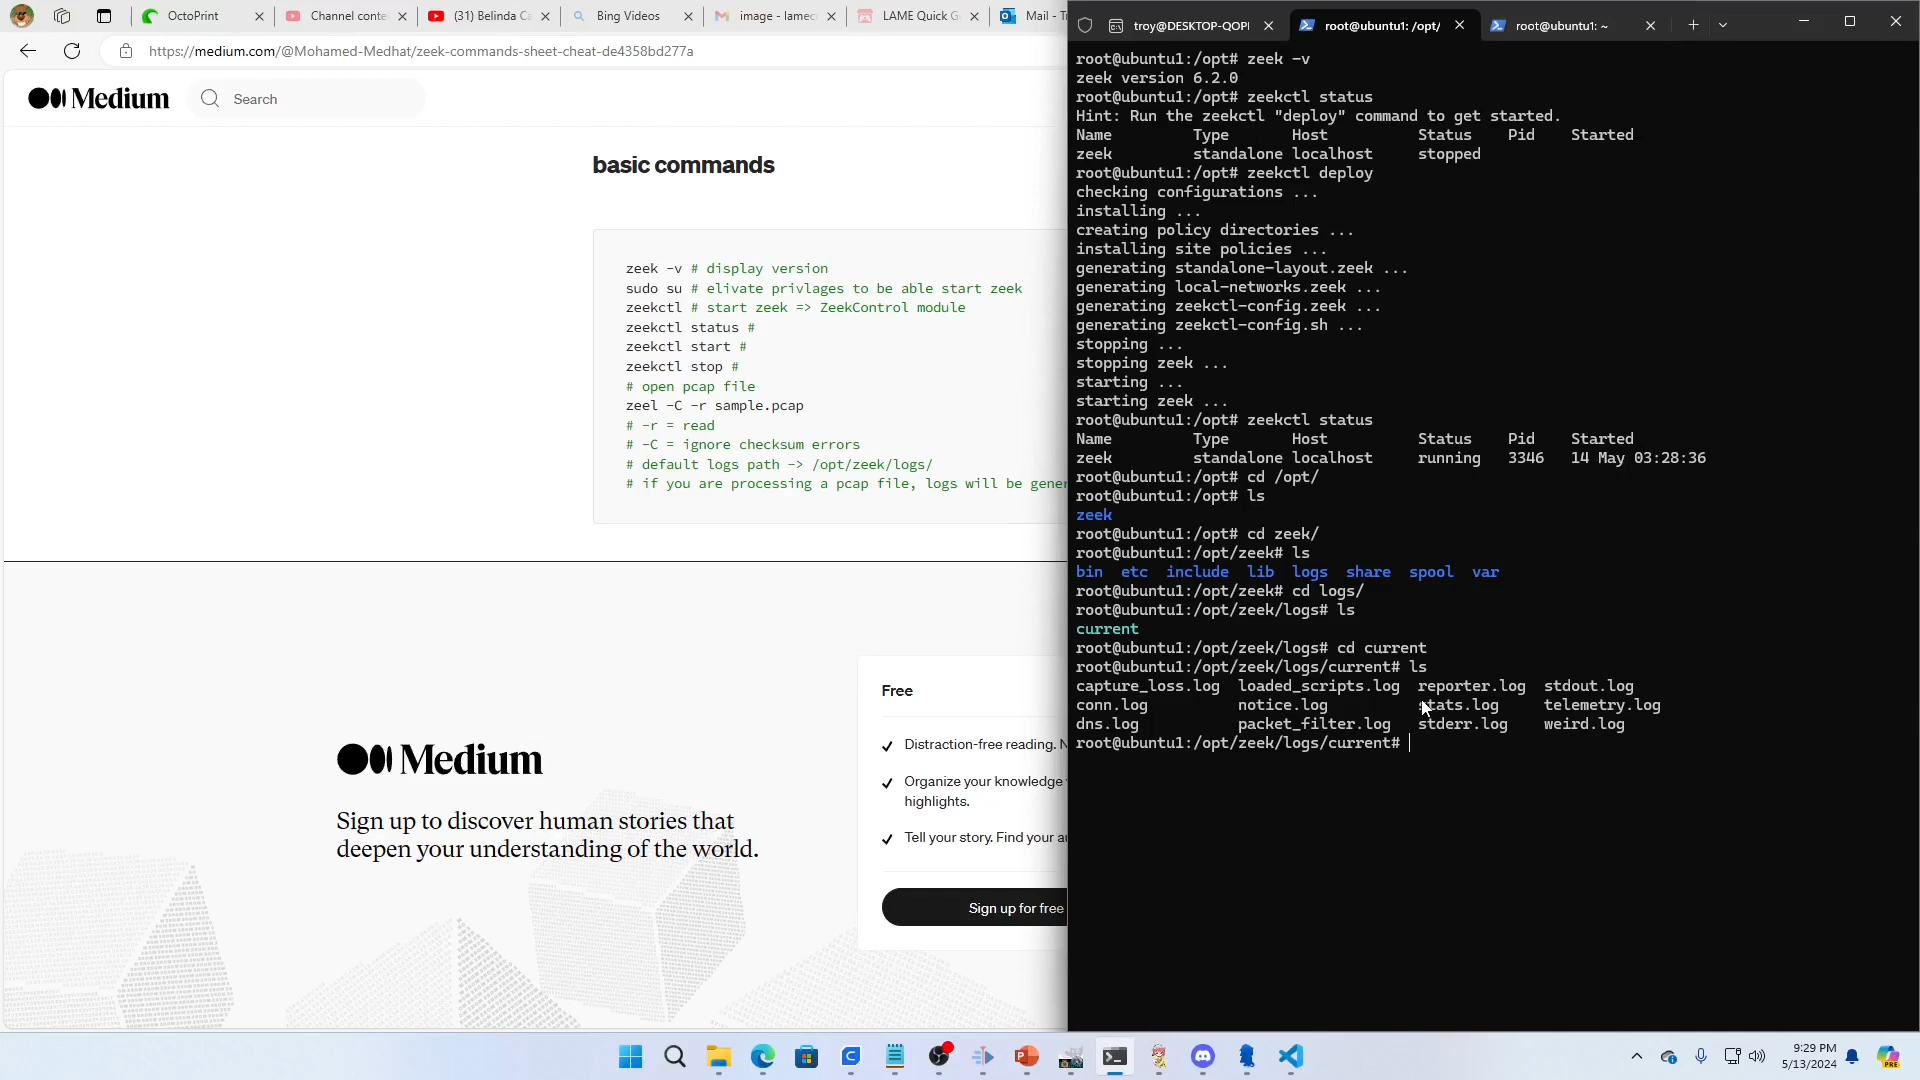 OctoPrint
Channel conte
(31) Belinda Ca
Bing Videos
image - lamec
LAME Quick G
Mail - T
https://medium.com/@Mohamed-Medhat/zeek-commands-sheet-cheat-de4358bd277a
Medium
Search
basic commands
zeek -v # display version
sudo su # elivate privlages to be able start zeek
zeekctl # start zeek => ZeekControl module
zeekctl status #
zeekctl start #
zeekctl stop #
# open pcap file
zeel -C -r sample.pcap
# -r = read
# -C = ignore checksum errors
# default logs path -> /opt/zeek/logs/
# if you are processing a pcap file, logs will be gener
Medium
Sign up to discover human stories that
deepen your understanding of the world.
Free
Distraction-free reading. N
Organize your knowledge
highlights.
Tell your story. Find your au
Sign up for free
troy@DESKTOP-QOPI
root@ubuntu1: /opt/
root@ubuntu1: ~
root@ubuntu1:/opt# zeek -v
zeek version 6.2.0
root@ubuntu1:/opt# zeekctl status
Hint: Run the zeekctl "deploy" command to get started.
Name Type Host Status Pid Started
zeek standalone localhost stopped
root@ubuntu1:/opt# zeekctl deploy
checking configurations ...
installing ...
creating policy directories ...
installing site policies ...
generating standalone-layout.zeek ...
generating local-networks.zeek ...
generating zeekctl-config.zeek ...
generating zeekctl-config.sh ...
stopping ...
stopping zeek ...
starting ...
starting zeek ...
root@ubuntu1:/opt# zeekctl status
Name Type Host Status Pid Started
zeek standalone localhost running 3346 14 May 03:28:36
root@ubuntu1:/opt# cd /opt/
root@ubuntu1:/opt# ls
zeek
root@ubuntu1:/opt# cd zeek/
root@ubuntu1:/opt/zeek# ls
bin etc include lib logs share spool var
root@ubuntu1:/opt/zeek# cd logs/
root@ubuntu1:/opt/zeek/logs# ls
current
root@ubuntu1:/opt/zeek/logs# cd current
root@ubuntu1:/opt/zeek/logs/current# ls
capture_loss.log loaded_scripts.log reporter.log stdout.log
conn.log notice.log stats.log telemetry.log
dns.log packet_filter.log stderr.log weird.log
root@ubuntu1:/opt/zeek/logs/current#
9:29 PM
5/13/2024